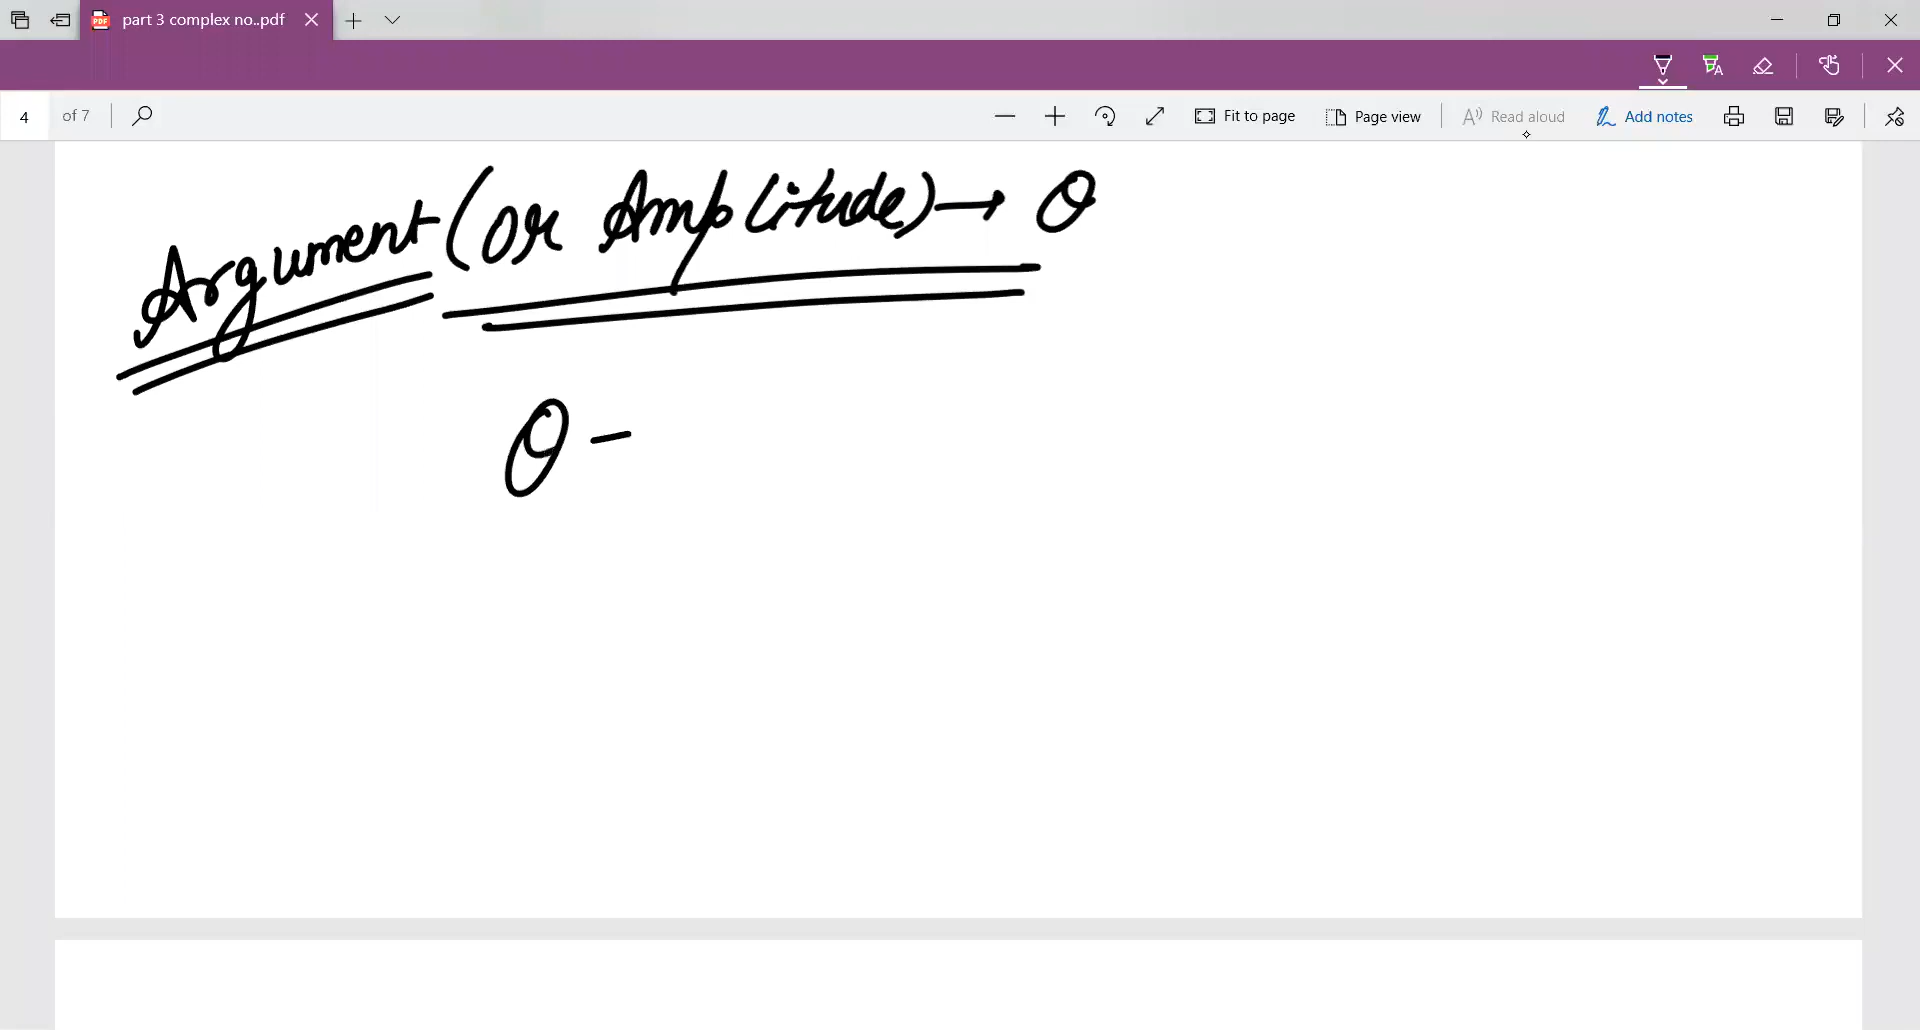 part 3 complex no..pdf
4 of 7
Fit to page
Page view
Read aloud
Add notes
Argument (or Amplitude) → θ
θ -